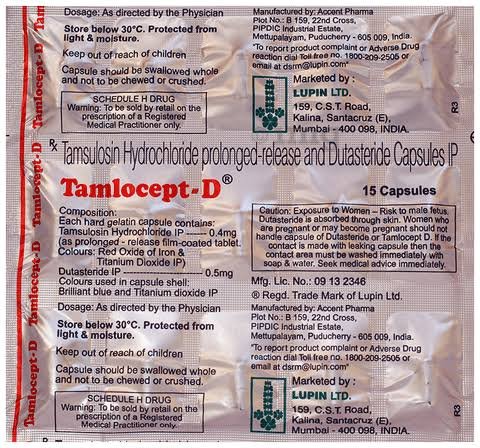 Dosage: As directed by the Physician
Store below 30°C. Protected from
light & moisture.
Keep out of reach of children
Capsule should be swallowed whole
and not to be chewed or crushed.
SCHEDULE H DRUG
Warning: To be sold by retail on the
prescription of a Registered
Medical Practitioner only.
Manufactured by: Accent Pharma
Plot No.: B 159, 22nd Cross,
PIPDIC Industrial Estate,
Mettupalayam, Puducherry - 605 009, India.
"To report product complaint or Adverse Drug
reaction dial Toll free no. 1800-209-2505 or
email at dsrm@lupin.com"
Marketed by :
LUPIN LTD.
159, C.S.T. Road,
Kalina, Santacruz (E),
Mumbai - 400 098, INDIA.
R3
Tamlocept-D
Tamlocept-D
Tamlocept-D
℞ Tamsulosin Hydrochloride prolonged-release and Dutasteride Capsules IP
Tamlocept-D®
15 Capsules
Composition:
Each hard gelatin capsule contains:
Tamsulosin Hydrochloride IP 0.4mg
(as prolonged - release film-coated tablet.
Colours: Red Oxide of Iron &
Titanium Dioxide IP)
Dutasteride IP 0.5mg
Colours used in capsule shell:
Brilliant blue and Titanium dioxide IP
Caution: Exposure to Women – Risk to male fetus.
Dutasteride is absorbed through skin. Women who
are pregnant or may become pregnant should not
handle capsule of Dutasteride or Tamlocept D. If the
contact is made with leaking capsule then the
contact area must be washed immediately with
soap & water. Seek medical advice immediately.
Mfg. Lic. No.: 09 13 2346
® Regd. Trade Mark of Lupin Ltd.
Dosage: As directed by the Physician
Store below 30°C. Protected from
light & moisture.
Keep out of reach of children
Capsule should be swallowed whole
and not to be chewed or crushed.
SCHEDULE H DRUG
Warning: To be sold by retail on the
prescription of a Registered
Medical Practitioner only.
Manufactured by: Accent Pharma
Plot No.: B 159, 22nd Cross,
PIPDIC Industrial Estate,
Mettupalayam, Puducherry - 605 009, India.
"To report product complaint or Adverse Drug
reaction dial Toll free no. 1800-209-2505 or
email at dsrm@lupin.com"
Marketed by :
LUPIN LTD.
159, C.S.T. Road,
Kalina, Santacruz (E),
Mumbai - 400 098, INDIA.
R3